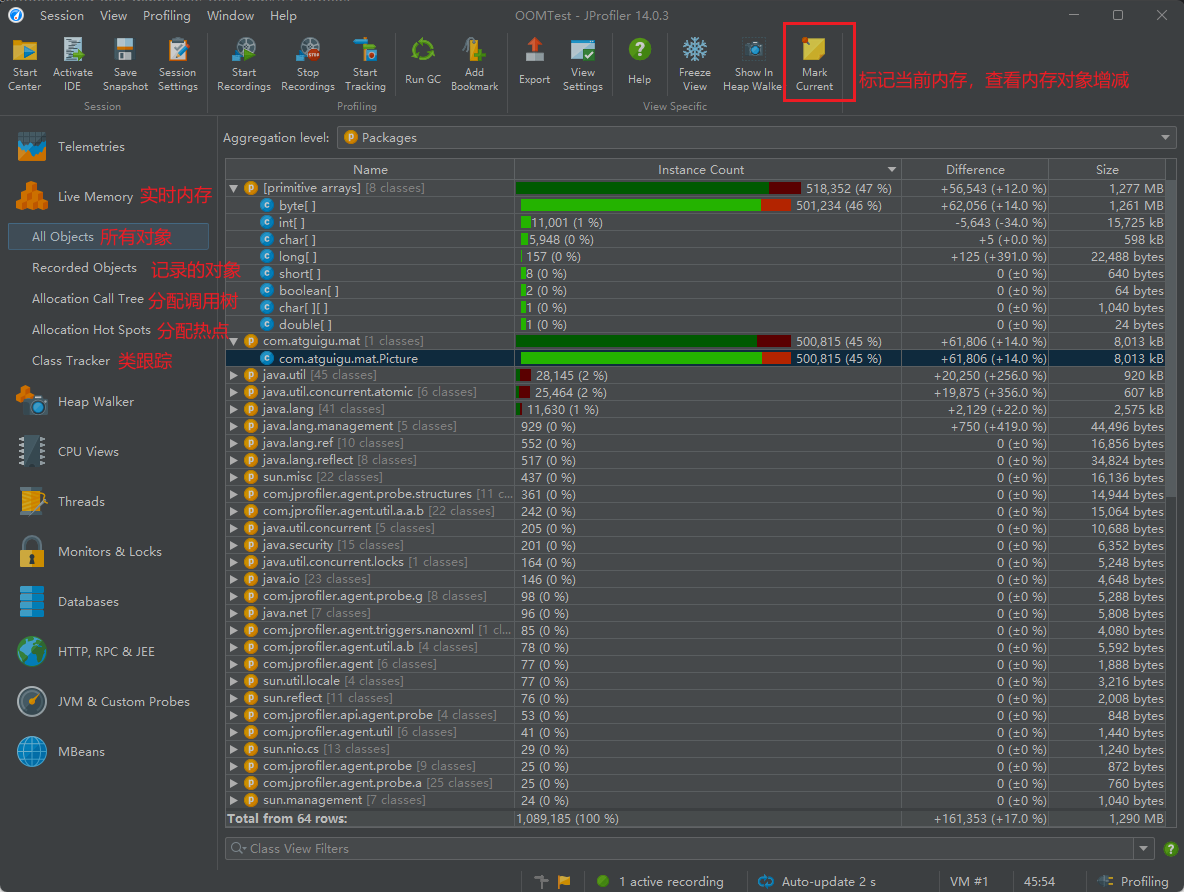 Session View Profiling Window Help
OOMTest - JProfiler 14.0.3
Start Center
Activate IDE
Save Snapshot
Session Settings
Start Recordings
Stop Recordings
Start Tracking
Run GC
Add Bookmark
Export
View Settings
Help
Freeze View
Show In Heap Walke
Mark Current
标记当前内存，查看内存对象增减
Session
Profiling
View Specific
Telemetries
Live Memory 实时内存
All Objects 所有对象
Recorded Objects 记录的对象
Allocation Call Tree 分配调用树
Allocation Hot Spots 分配热点
Class Tracker 类跟踪
Heap Walker
CPU Views
Threads
Monitors & Locks
Databases
HTTP, RPC & JEE
JVM & Custom Probes
MBeans
Aggregation level: Packages
Name Instance Count Difference Size
[primitive arrays] [8 classes] 518,352 (47 %) +56,543 (+12.0 %) 1,277 MB
byte[ ] 501,234 (46 %) +62,056 (+14.0 %) 1,261 MB
int[ ] 11,001 (1 %) -5,643 (-34.0 %) 15,725 kB
char[ ] 5,948 (0 %) +5 (+0.0 %) 598 kB
long[ ] 157 (0 %) +125 (+391.0 %) 22,488 bytes
short[ ] 8 (0 %) 0 (±0 %) 640 bytes
boolean[ ] 2 (0 %) 0 (±0 %) 64 bytes
char[ ][ ] 1 (0 %) 0 (±0 %) 1,040 bytes
double[ ] 1 (0 %) 0 (±0 %) 24 bytes
com.atguigu.mat [1 classes] 500,815 (45 %) +61,806 (+14.0 %) 8,013 kB
com.atguigu.mat.Picture 500,815 (45 %) +61,806 (+14.0 %) 8,013 kB
java.util [45 classes] 28,145 (2 %) +20,250 (+256.0 %) 920 kB
java.util.concurrent.atomic [6 classes] 25,464 (2 %) +19,875 (+356.0 %) 607 kB
java.lang [41 classes] 11,630 (1 %) +2,129 (+22.0 %) 2,575 kB
java.lang.management [5 classes] 929 (0 %) +750 (+419.0 %) 44,496 bytes
java.lang.ref [10 classes] 552 (0 %) 0 (±0 %) 16,856 bytes
java.lang.reflect [8 classes] 517 (0 %) 0 (±0 %) 34,824 bytes
sun.misc [22 classes] 437 (0 %) 0 (±0 %) 16,136 bytes
com.jprofiler.agent.probe.structures [11 c... 361 (0 %) 0 (±0 %) 14,944 bytes
com.jprofiler.agent.util.a.a.b [22 classes] 242 (0 %) 0 (±0 %) 15,064 bytes
java.util.concurrent [5 classes] 205 (0 %) 0 (±0 %) 10,688 bytes
java.security [15 classes] 201 (0 %) 0 (±0 %) 6,352 bytes
java.util.concurrent.locks [1 classes] 164 (0 %) 0 (±0 %) 5,248 bytes
java.io [23 classes] 146 (0 %) 0 (±0 %) 4,648 bytes
com.jprofiler.agent.probe.g [8 classes] 98 (0 %) 0 (±0 %) 5,288 bytes
java.net [7 classes] 96 (0 %) 0 (±0 %) 5,808 bytes
com.jprofiler.agent.triggers.nanoxml [1 cl... 85 (0 %) 0 (±0 %) 4,080 bytes
com.jprofiler.agent.util.a.b [4 classes] 78 (0 %) 0 (±0 %) 5,592 bytes
com.jprofiler.agent [6 classes] 77 (0 %) 0 (±0 %) 1,888 bytes
sun.util.locale [4 classes] 77 (0 %) 0 (±0 %) 3,216 bytes
sun.reflect [11 classes] 76 (0 %) 0 (±0 %) 2,008 bytes
com.jprofiler.api.agent.probe [4 classes] 53 (0 %) 0 (±0 %) 848 bytes
com.jprofiler.agent.util [6 classes] 41 (0 %) 0 (±0 %) 1,440 bytes
sun.nio.cs [13 classes] 29 (0 %) 0 (±0 %) 1,240 bytes
com.jprofiler.agent.probe [9 classes] 25 (0 %) 0 (±0 %) 872 bytes
com.jprofiler.agent.probe.a [25 classes] 25 (0 %) 0 (±0 %) 760 bytes
sun.management [7 classes] 24 (0 %) 0 (±0 %) 1,040 bytes
Total from 64 rows: 1,089,185 (100 %) +161,353 (+17.0 %) 1,290 MB
Class View Filters
1 active recording Auto-update 2 s VM #1 45:54 Profiling